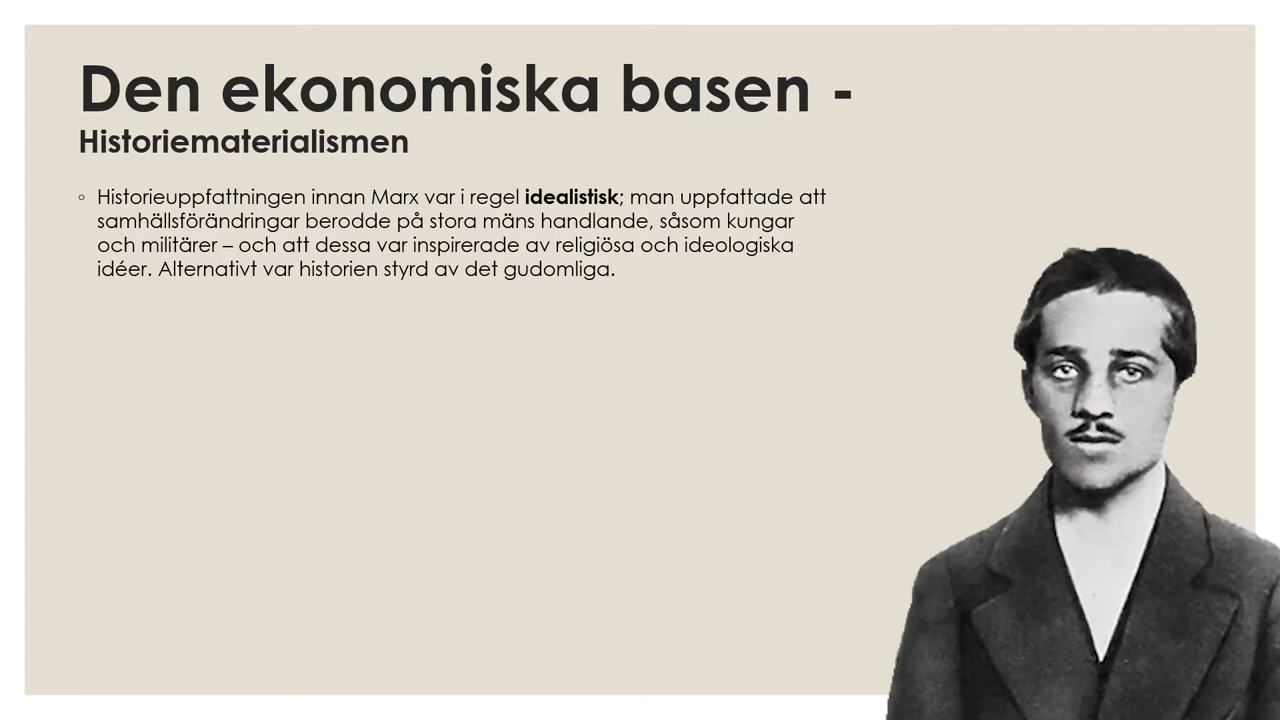 Den ekonomiska basen -
Historiematerialismen
◦ Historieuppfattningen innan Marx var i regel idealistisk; man uppfattade att
samhällsförändringar berodde på stora mäns handlande, såsom kungar
och militärer – och att dessa var inspirerade av religiösa och ideologiska
idéer. Alternativt var historien styrd av det gudomliga.